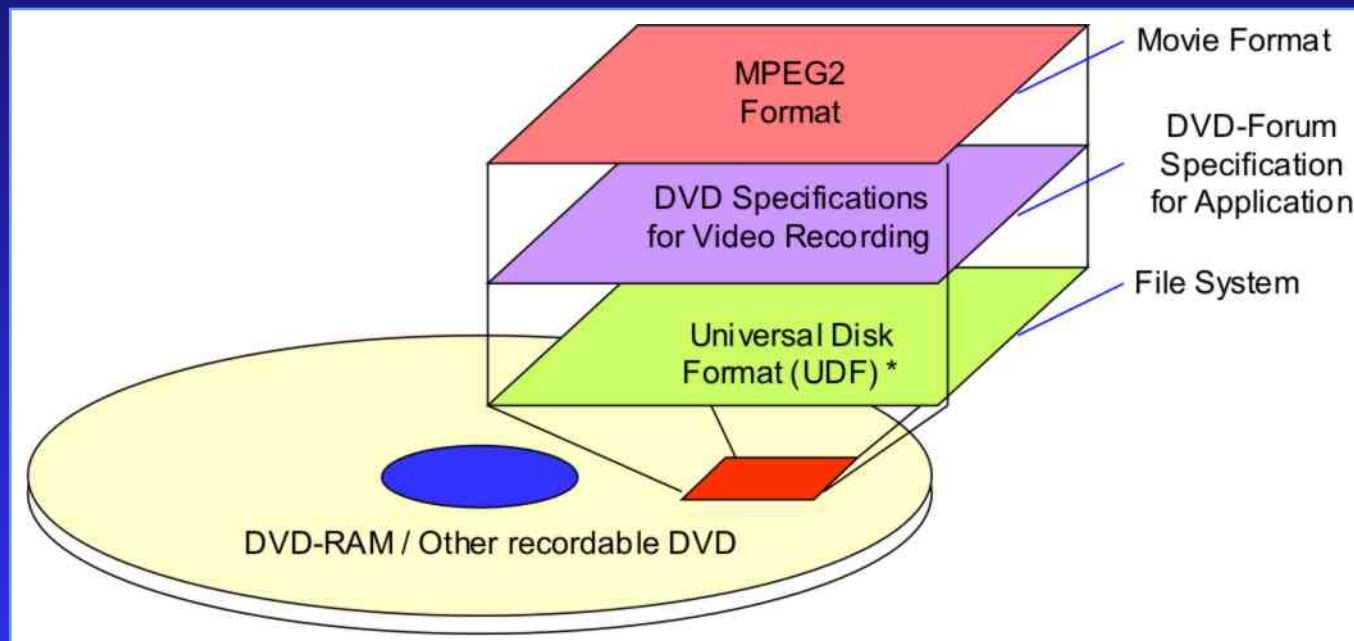 MPEG2
Format
Movie Format
DVD Specifications
for Video Recording
DVD-Forum
Specification
for Application
Universal Disk
Format (UDF) *
File System
DVD-RAM / Other recordable DVD